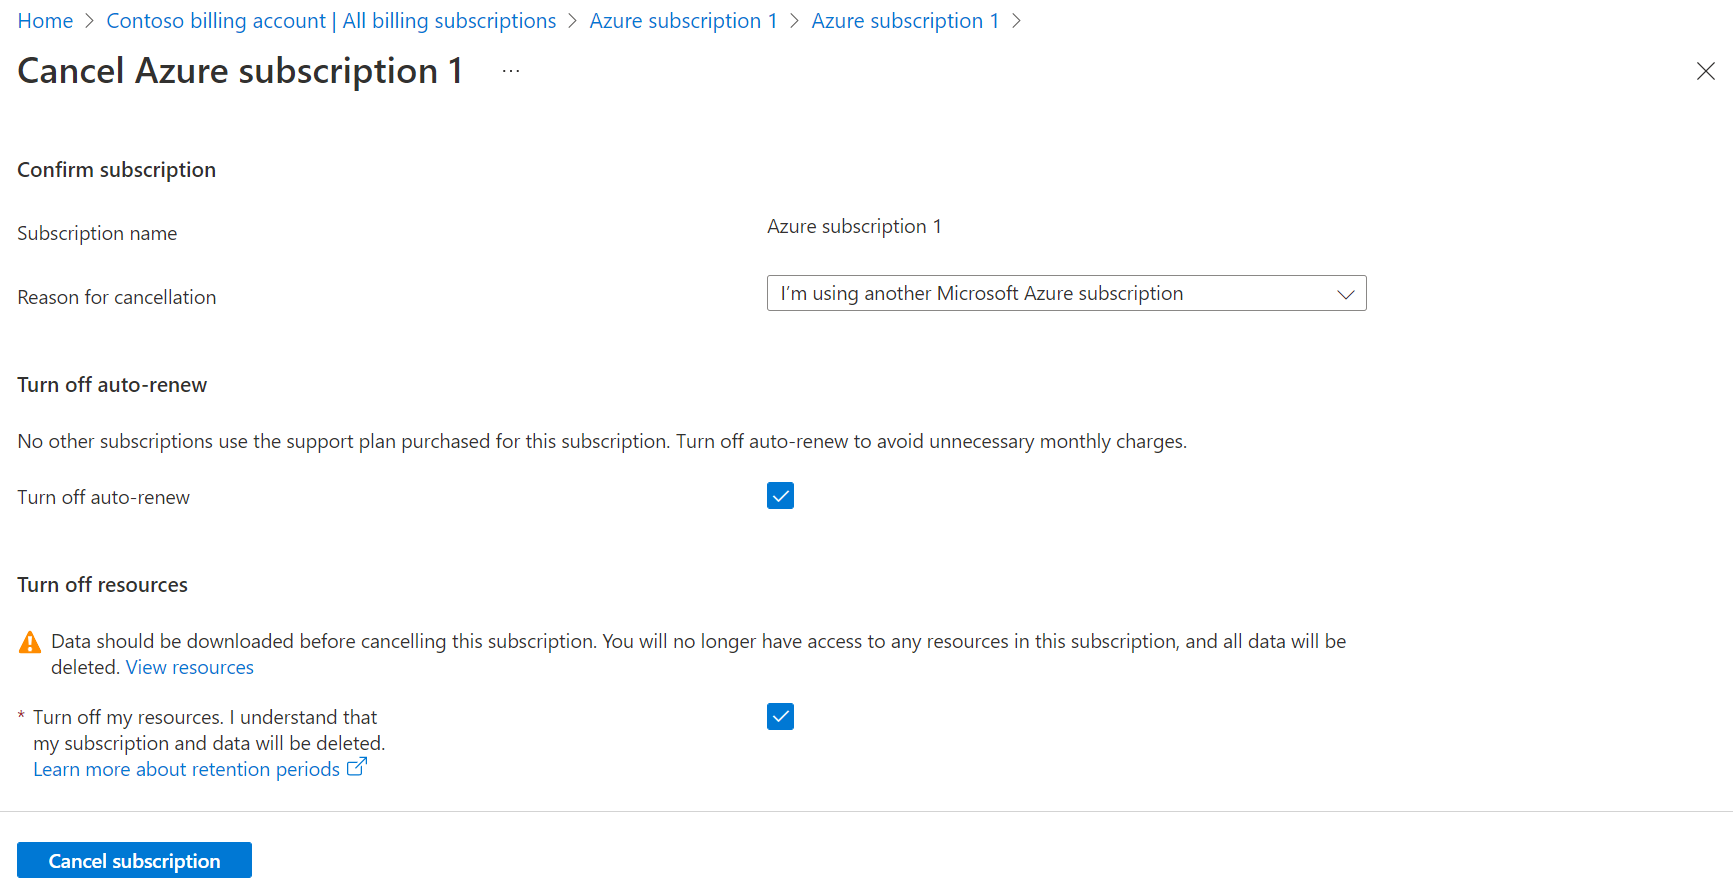 Home > Contoso billing account | All billing subscriptions > Azure subscription 1 > Azure subscription 1 >
Cancel Azure subscription 1 ...
Confirm subscription
Subscription name
Azure subscription 1
Reason for cancellation
I'm using another Microsoft Azure subscription
Turn off auto-renew
No other subscriptions use the support plan purchased for this subscription. Turn off auto-renew to avoid unnecessary monthly charges.
Turn off auto-renew
Turn off resources
Data should be downloaded before cancelling this subscription. You will no longer have access to any resources in this subscription, and all data will be
deleted. View resources
* Turn off my resources. I understand that
my subscription and data will be deleted.
Learn more about retention periods
Cancel subscription